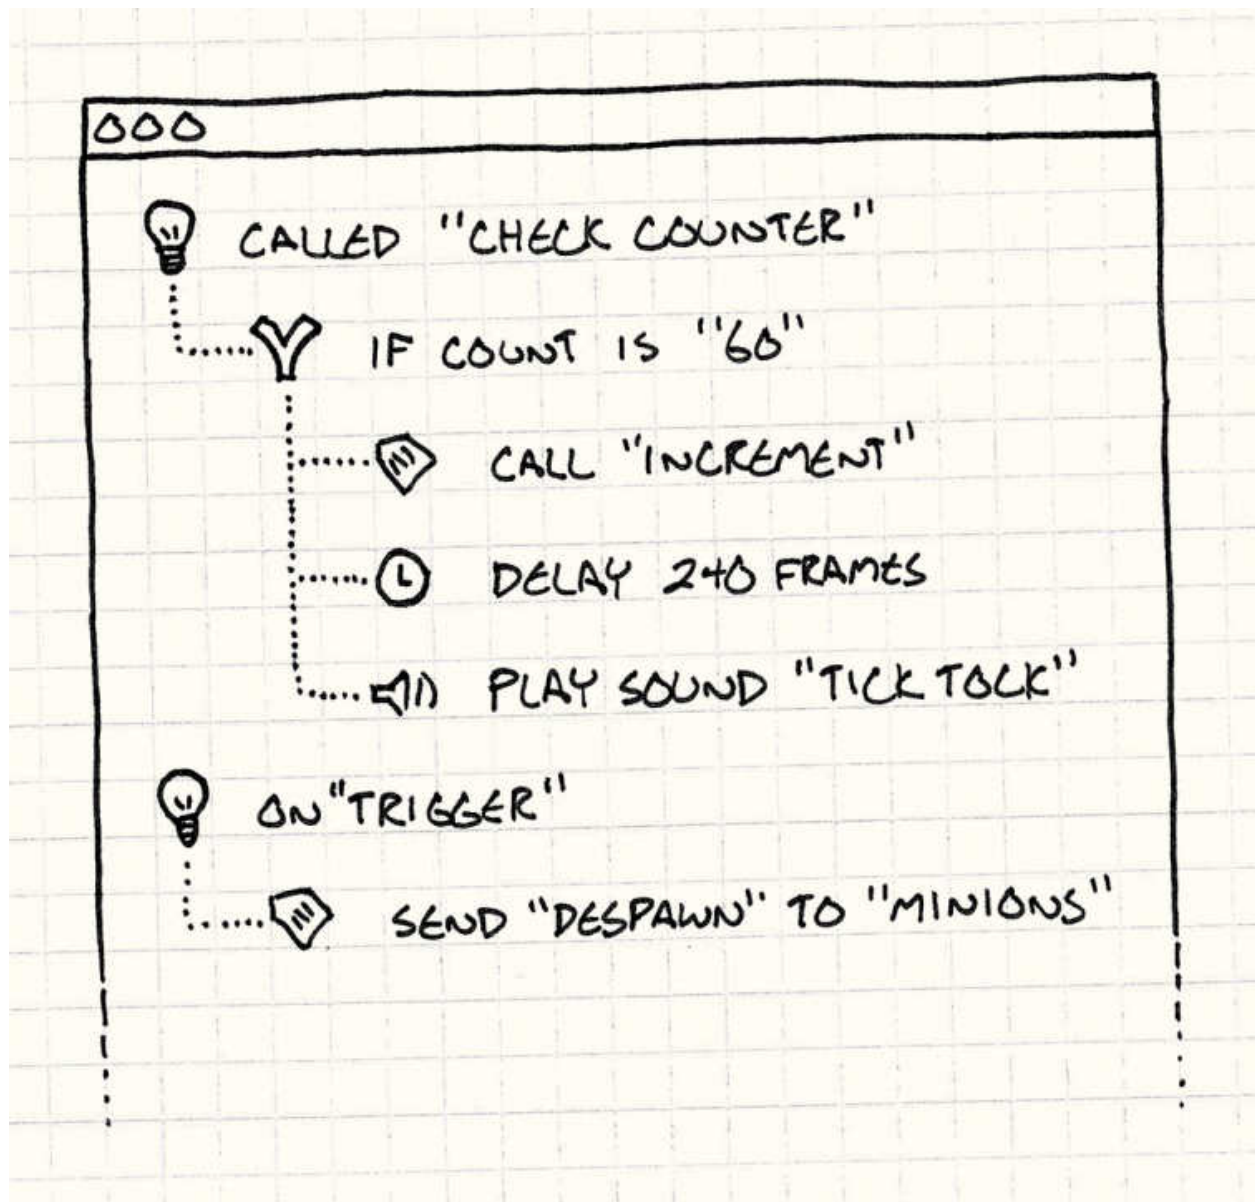 CALLED "CHECK COUNTER"
IF COUNT IS "60"
CALL "INCREMENT"
DELAY 240 FRAMES
PLAY SOUND "TICK TOCK"
ON "TRIGGER"
SEND "DESPAWN" TO "MINIONS"